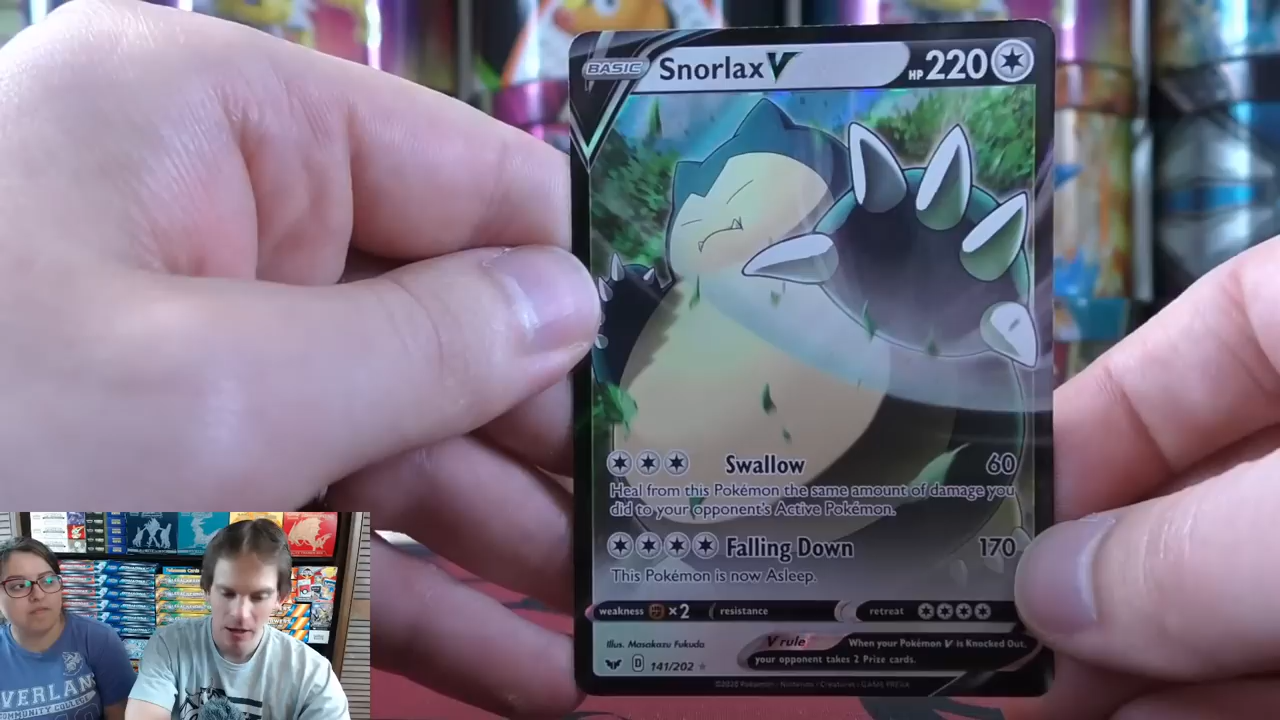 BASIC Snorlax V HP 220
Swallow 60
Heal from this Pokémon the same amount of damage you
did to your opponent's Active Pokémon.
Falling Down 170
This Pokémon is now Asleep.
weakness ×2 resistance retreat
Illus. Masakazu Fukuda
V rule When your Pokémon V is Knocked Out,
your opponent takes 2 Prize cards.
D 141/202
©2020 Pokémon / Nintendo / Creatures / GAME FREAK
VERLAN
OMMUNITY COLLEG